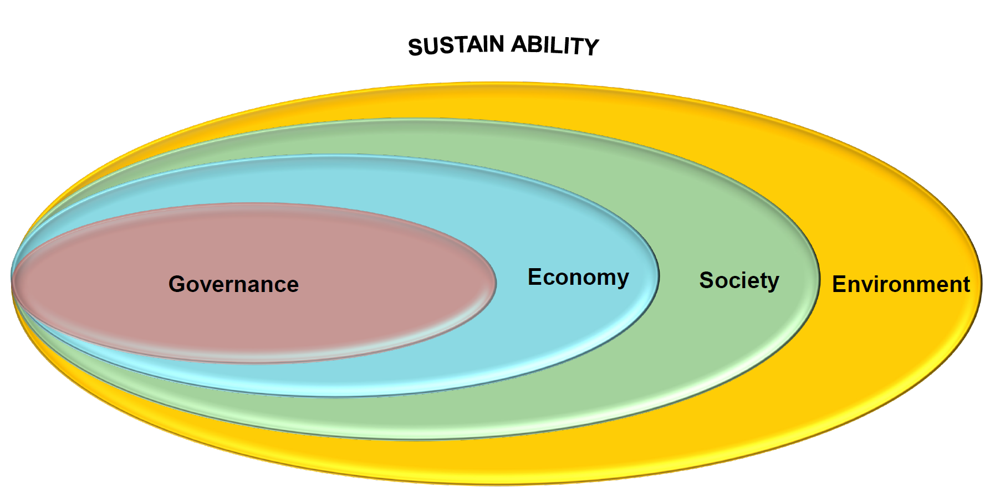 SUSTAIN ABILITY
Governance
Economy
Society
Environment